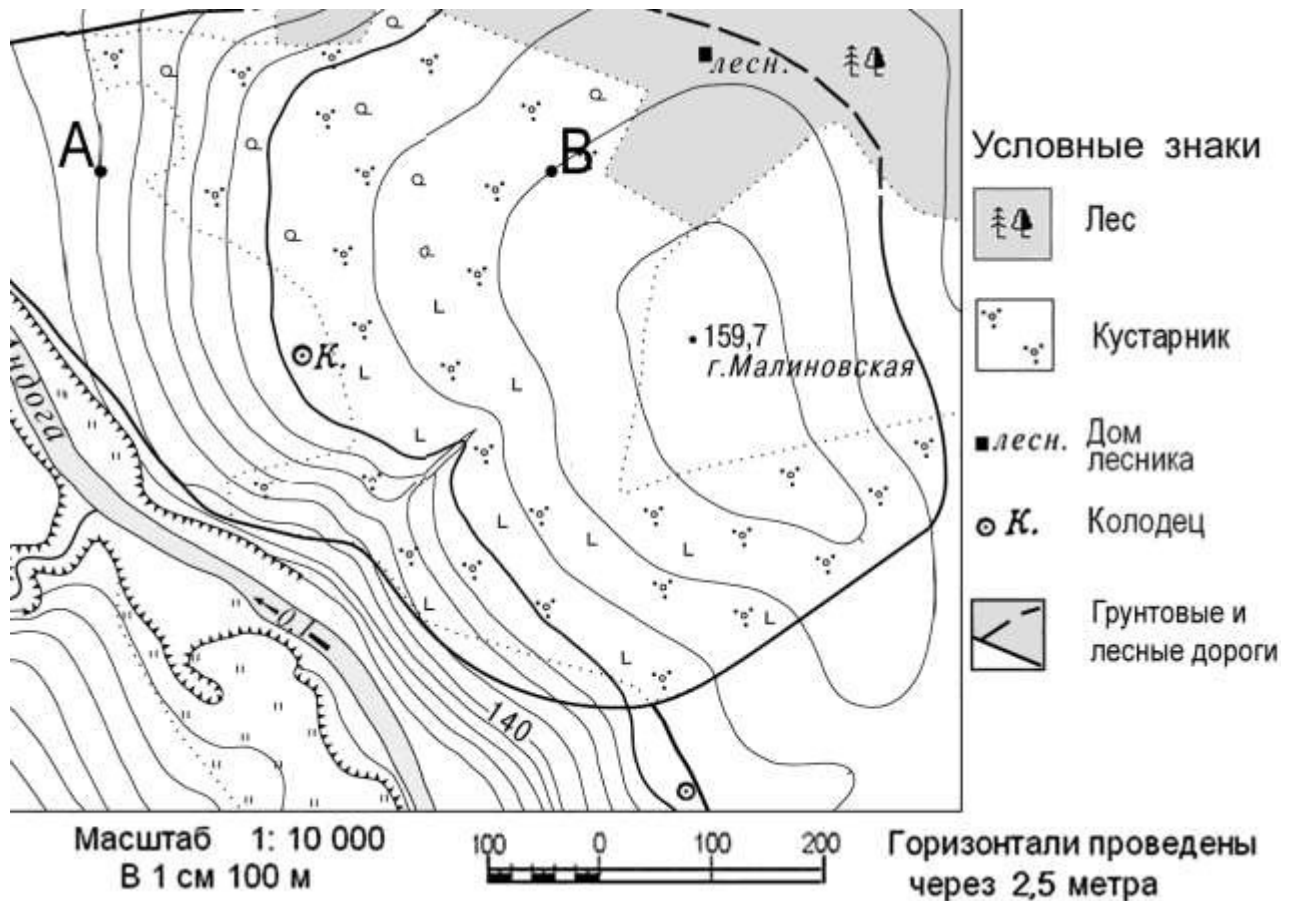 лесн.
А
В
159,7
г.Малиновская
К.
Ягодная
0,1
140
Условные знаки
Лес
Кустарник
лесн.
Дом
лесника
К.
Колодец
Грунтовые и
лесные дороги
Масштаб 1: 10 000
В 1 см 100 м
100 0 100 200
Горизонтали проведены
через 2,5 метра